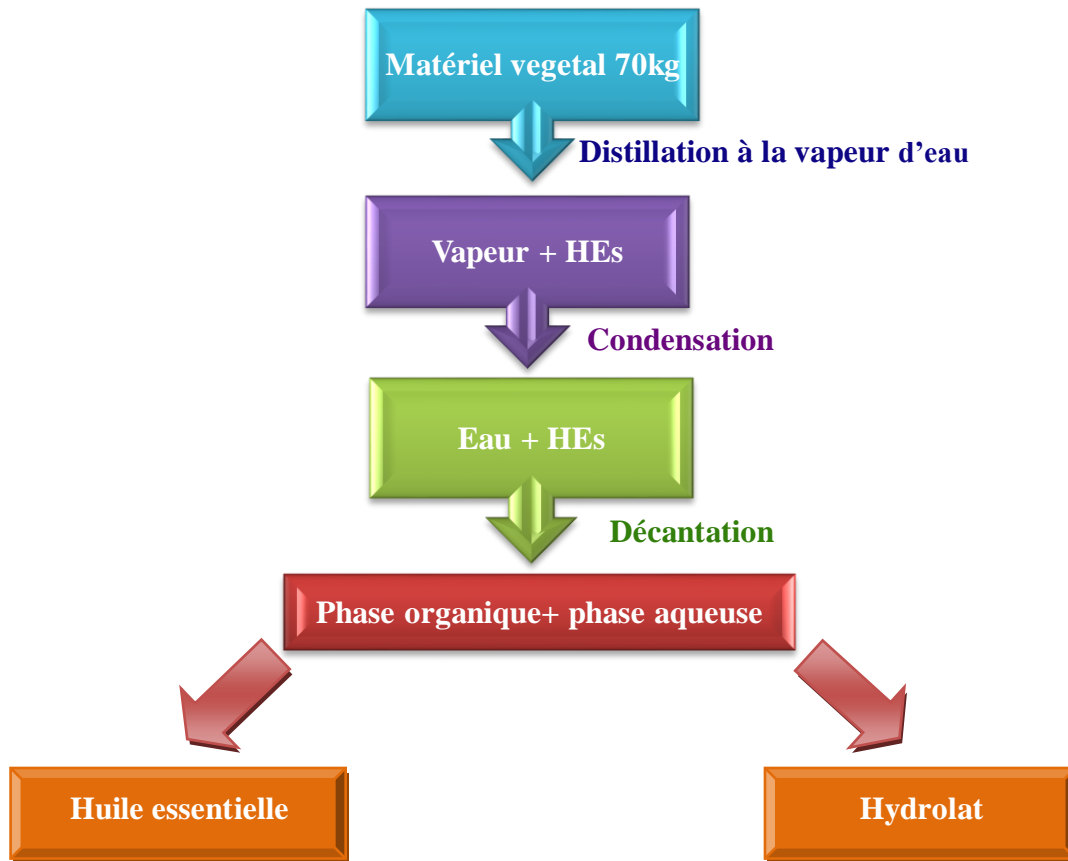 Matériel vegetal 70kg
Distillation à la vapeur d'eau
Vapeur + HEs
Condensation
Eau + HEs
Décantation
Phase organique+ phase aqueuse
Huile essentielle
Hydrolat